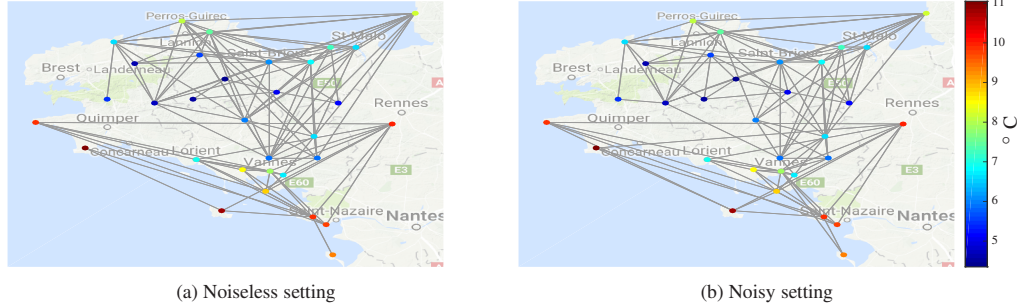 Perros-Guirec
Lannion
Saint-Brieuc
St-Malo
Brest
Landerneau
E50
A
Rennes
Quimper
Concarneau
Lorient
Vannes
E3
E60
Saint-Nazaire
Nantes
A
(a) Noiseless setting
Perros-Guirec
Lannion
Saint-Brieuc
St-Malo
Brest
Landerneau
E50
A
Rennes
Quimper
Concarneau
Lorient
Vannes
E3
E60
Saint-Nazaire
Nantes
A
(b) Noisy setting
11
10
9
8
7
6
5
° C